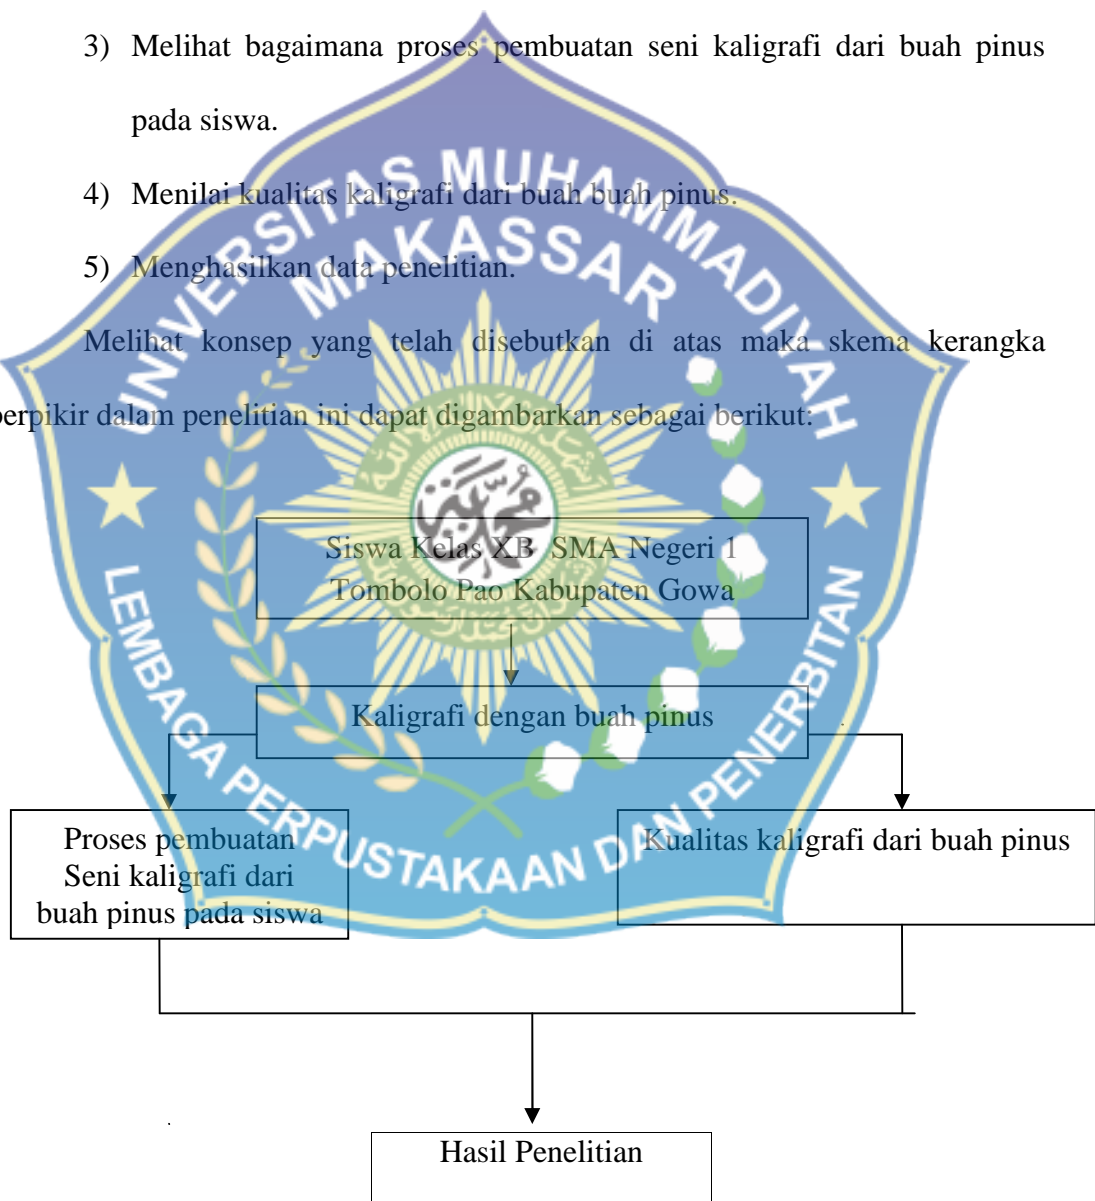 3) Melihat bagaimana proses pembuatan seni kaligrafi dari buah pinus
pada siswa.
4) Menilai kualitas kaligrafi dari buah buah pinus.
5) Menghasilkan data penelitian.
Melihat konsep yang telah disebutkan di atas maka skema kerangka
berpikir dalam penelitian ini dapat digambarkan sebagai berikut:
UNIVERSITAS MUHAMMADIYAH
MAKASSAR
Siswa Kelas XB SMA Negeri 1
Tombolo Pao Kabupaten Gowa
Kaligrafi dengan buah pinus
Proses pembuatan
Seni kaligrafi dari
buah pinus pada siswa
Kualitas kaligrafi dari buah pinus
LEMBAGA PERPUSTAKAAN DAN PENERBITAN
Hasil Penelitian